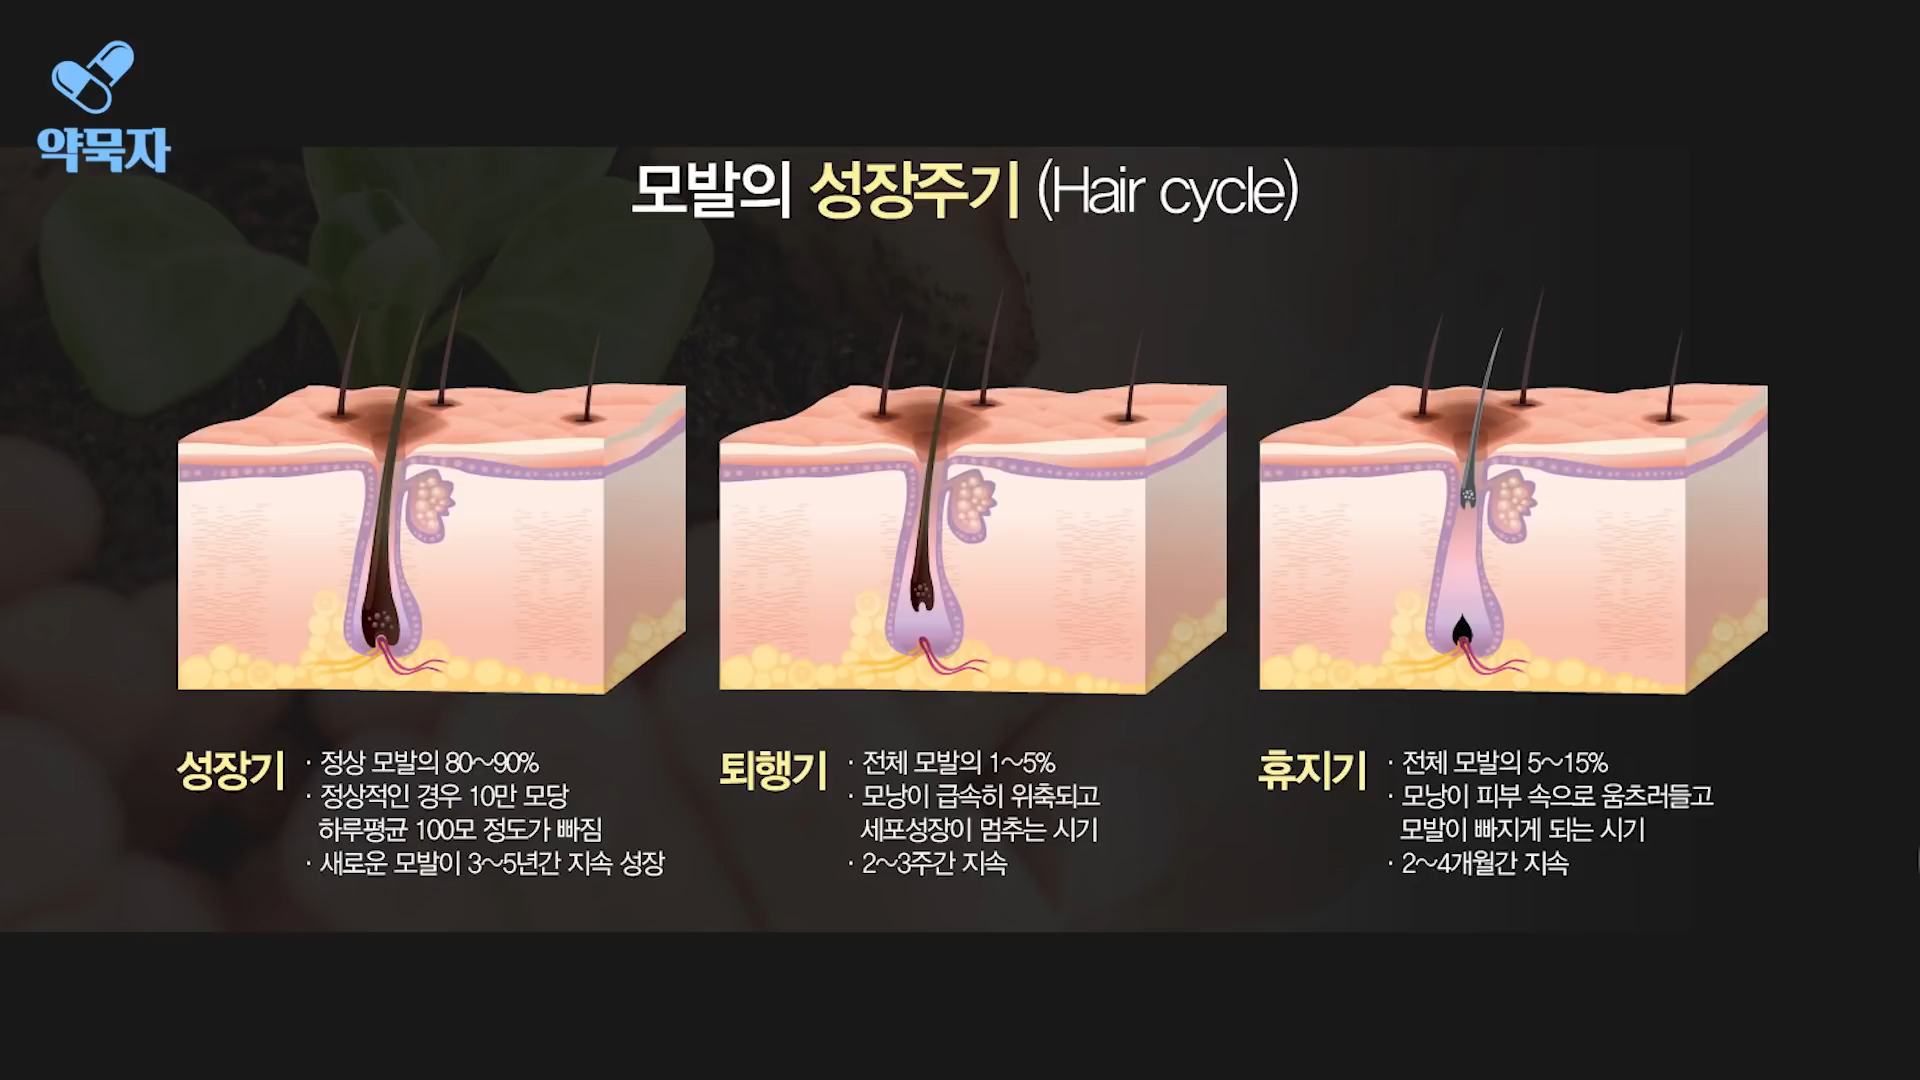 약묵자
모발의 성장주기 (Hair cycle)
성장기
· 정상 모발의 80~90%
· 정상적인 경우 10만 모당
하루평균 100모 정도가 빠짐
· 새로운 모발이 3~5년간 지속 성장
퇴행기
· 전체 모발의 1~5%
· 모낭이 급속히 위축되고
세포성장이 멈추는 시기
· 2~3주간 지속
휴지기
· 전체 모발의 5~15%
· 모낭이 피부 속으로 움츠러들고
모발이 빠지게 되는 시기
· 2~4개월간 지속